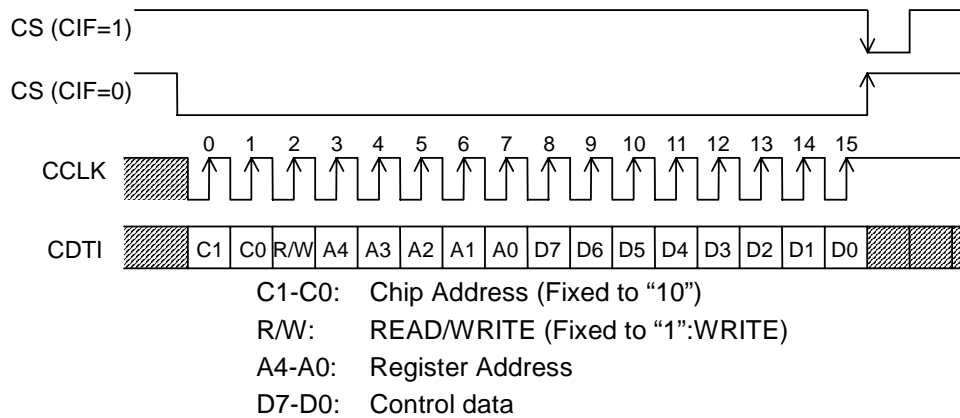 CS (CIF=1)
CS (CIF=0)
0 1 2 3 4 5 6 7 8 9 10 11 12 13 14 15
CCLK
CDTI C1 C0 R/W A4 A3 A2 A1 A0 D7 D6 D5 D4 D3 D2 D1 D0
C1-C0: Chip Address (Fixed to “10”)
R/W: READ/WRITE (Fixed to “1”:WRITE)
A4-A0: Register Address
D7-D0: Control data